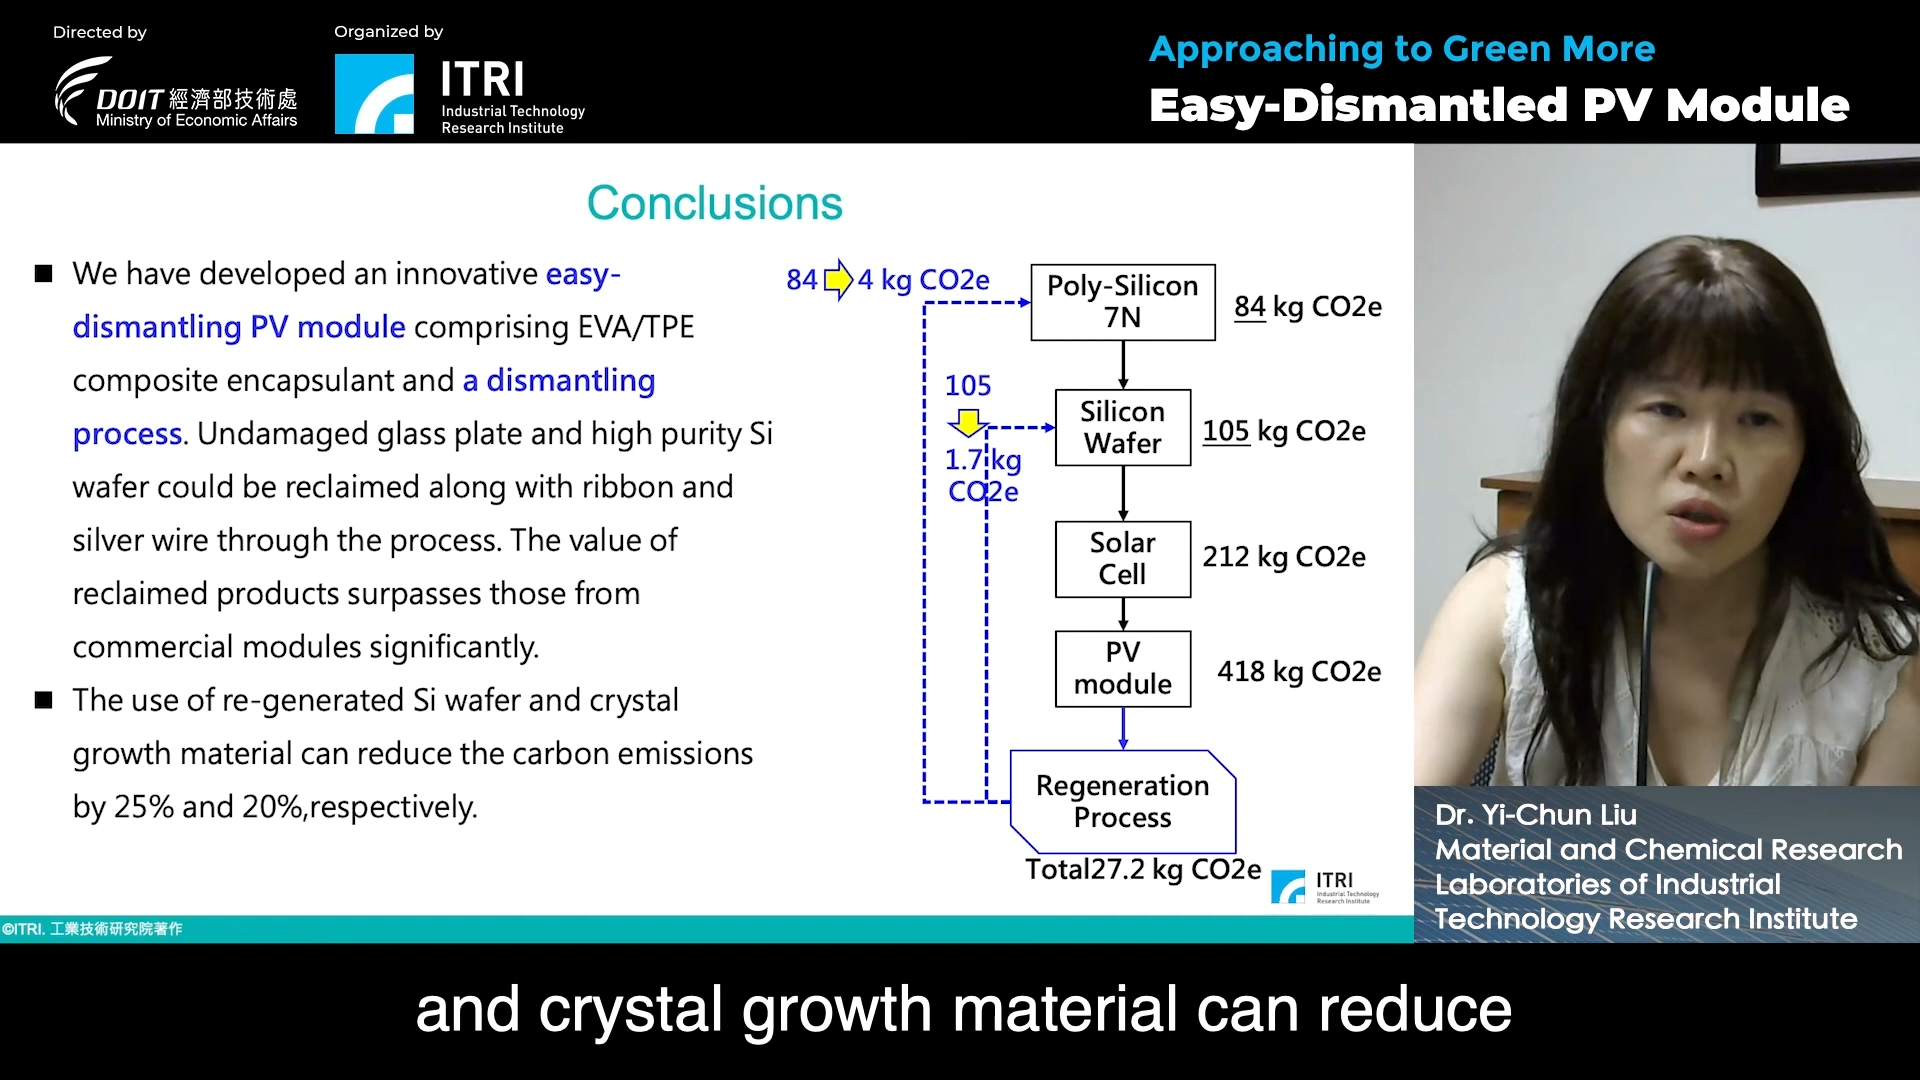 Directed by
DOIT 經濟部技術處
Ministry of Economic Affairs
Organized by
ITRI
Industrial Technology
Research Institute
Approaching to Green More
Easy-Dismantled PV Module
Conclusions
■ We have developed an innovative easy-
dismantling PV module comprising EVA/TPE
composite encapsulant and a dismantling
process. Undamaged glass plate and high purity Si
wafer could be reclaimed along with ribbon and
silver wire through the process. The value of
reclaimed products surpasses those from
commercial modules significantly.
■ The use of re-generated Si wafer and crystal
growth material can reduce the carbon emissions
by 25% and 20%,respectively.
84 4 kg CO2e
Poly-Silicon
7N
84 kg CO2e
105
1.7 kg
CO2e
Silicon
Wafer
105 kg CO2e
Solar
Cell
212 kg CO2e
PV
module
418 kg CO2e
Regeneration
Process
Total27.2 kg CO2e
ITRI
Industrial Technology
Research Institute
©ITRI. 工業技術研究院著作
Dr. Yi-Chun Liu
Material and Chemical Research
Laboratories of Industrial
Technology Research Institute
and crystal growth material can reduce